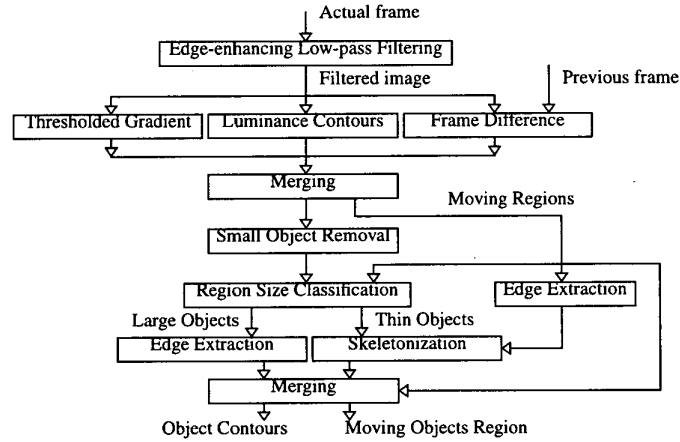 Actual frame
Edge-enhancing Low-pass Filtering
Filtered image
Previous frame
Thresholded Gradient
Luminance Contours
Frame Difference
Merging
Moving Regions
Small Object Removal
Region Size Classification
Edge Extraction
Large Objects
Thin Objects
Edge Extraction
Skeletonization
Merging
Object Contours
Moving Objects Region